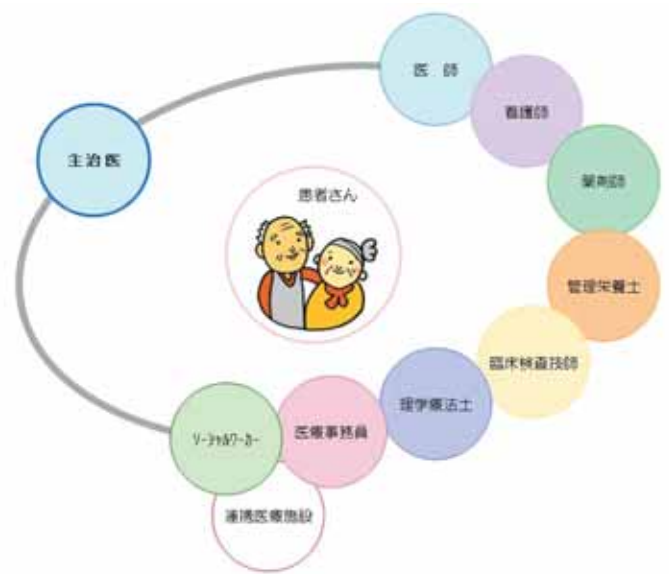 医 師
看護師
主治医
薬剤師
患者さん
管理栄養士
臨床検査技師
理学療法士
医療事務員
ソーシャルワーカー
連携医療施設